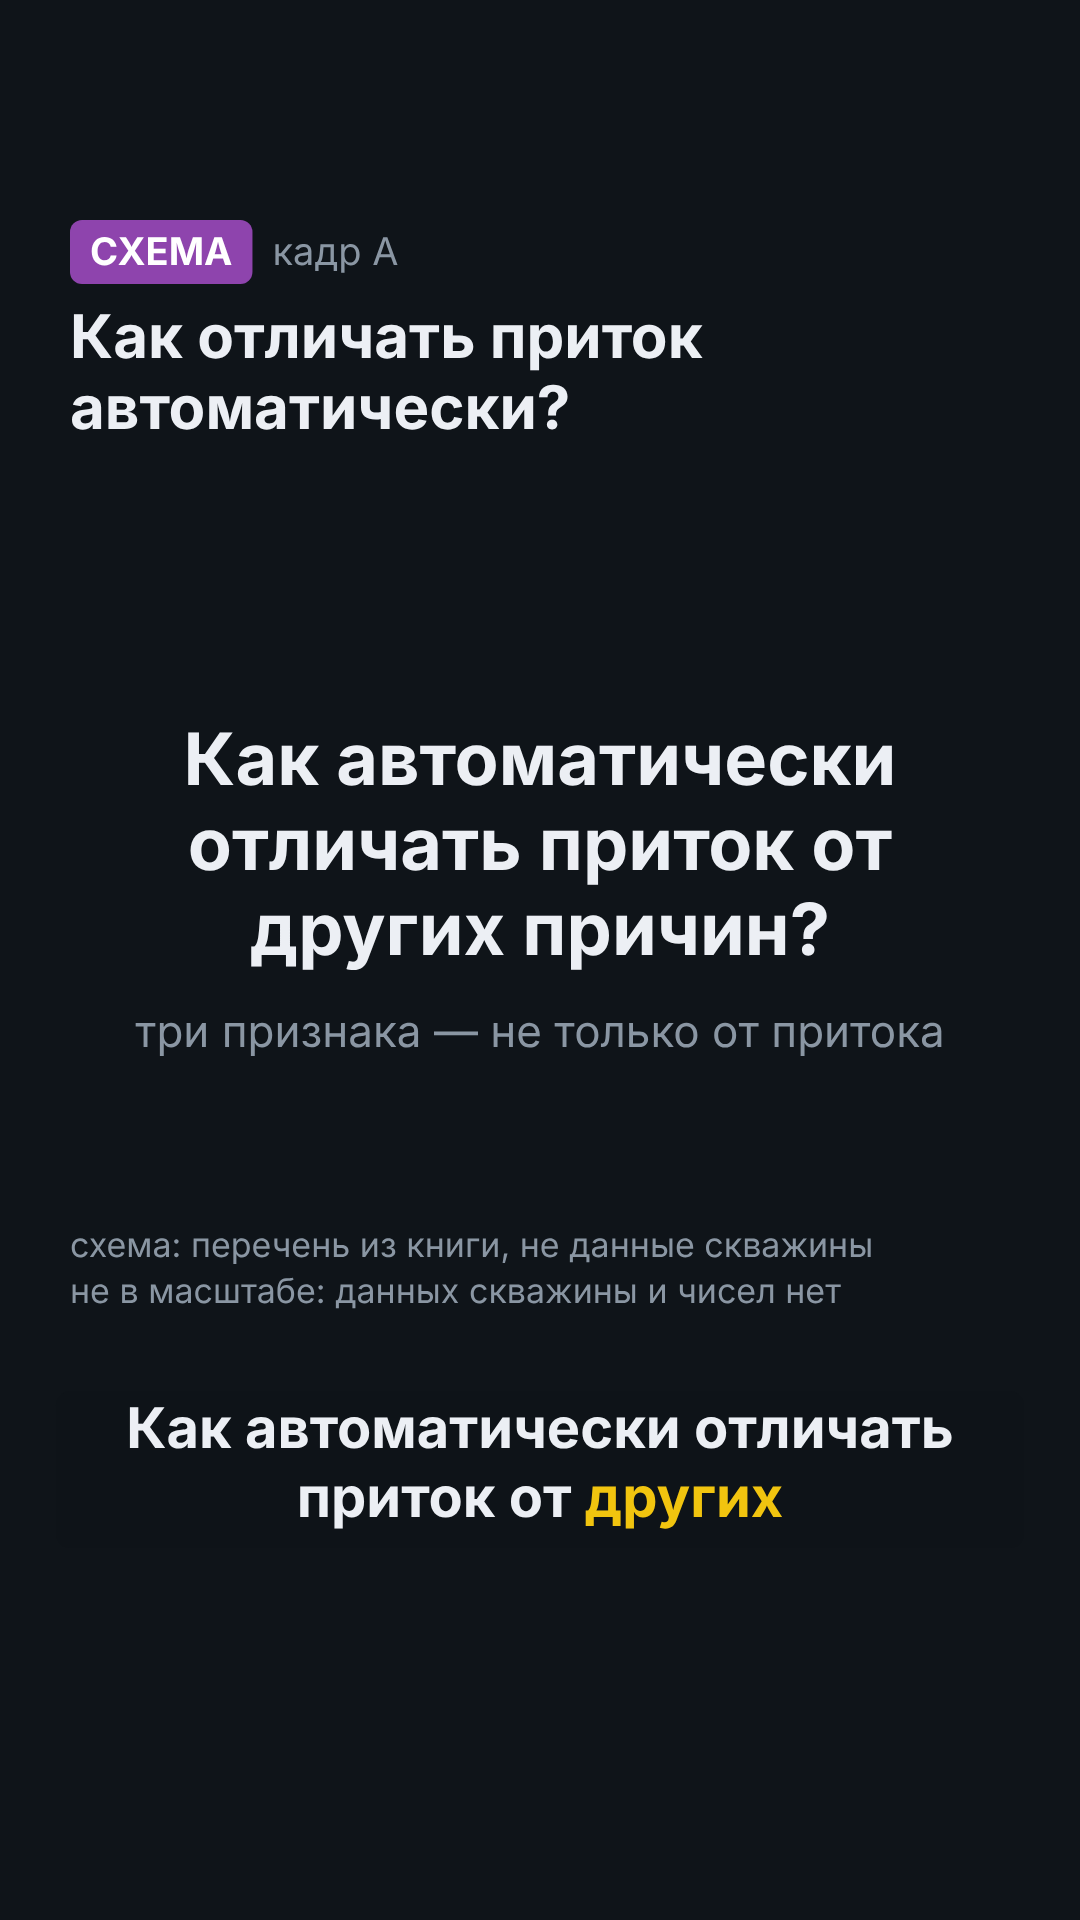 СХЕМА кадр А
Как отличать приток
автоматически?
Как автоматически
отличать приток от
других причин?
три признака — не только от притока
схема: перечень из книги, не данные скважины
не в масштабе: данных скважины и чисел нет
Как автоматически отличать
приток от других